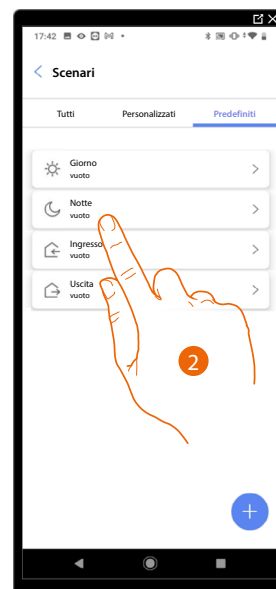 17:42
Scenari
Tutti Personalizzati Predefiniti
Giorno
vuoto
Notte
vuoto
Ingresso
vuoto
Uscita
vuoto
2